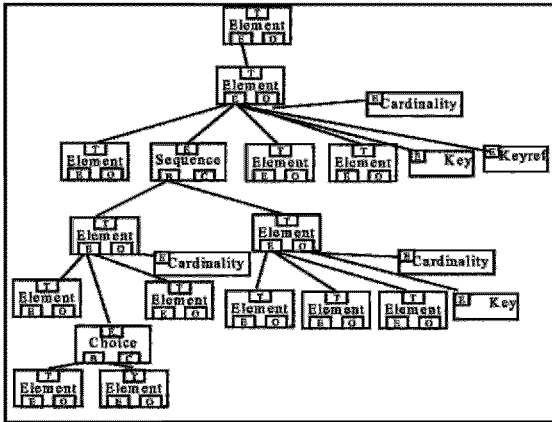 T
Element
E O
T
Element
E O
E Cardinality
T
Element
E O
E
Sequence
B C
T
Element
E O
T
Element
E O
E Key
E Keyref
T
Element
E O
E Cardinality
T
Element
E O
E Cardinality
T
Element
E O
T
Element
E O
T
Element
E O
T
Element
E O
T
Element
E O
E Key
E
Choice
B C
T
Element
E O
T
Element
E O